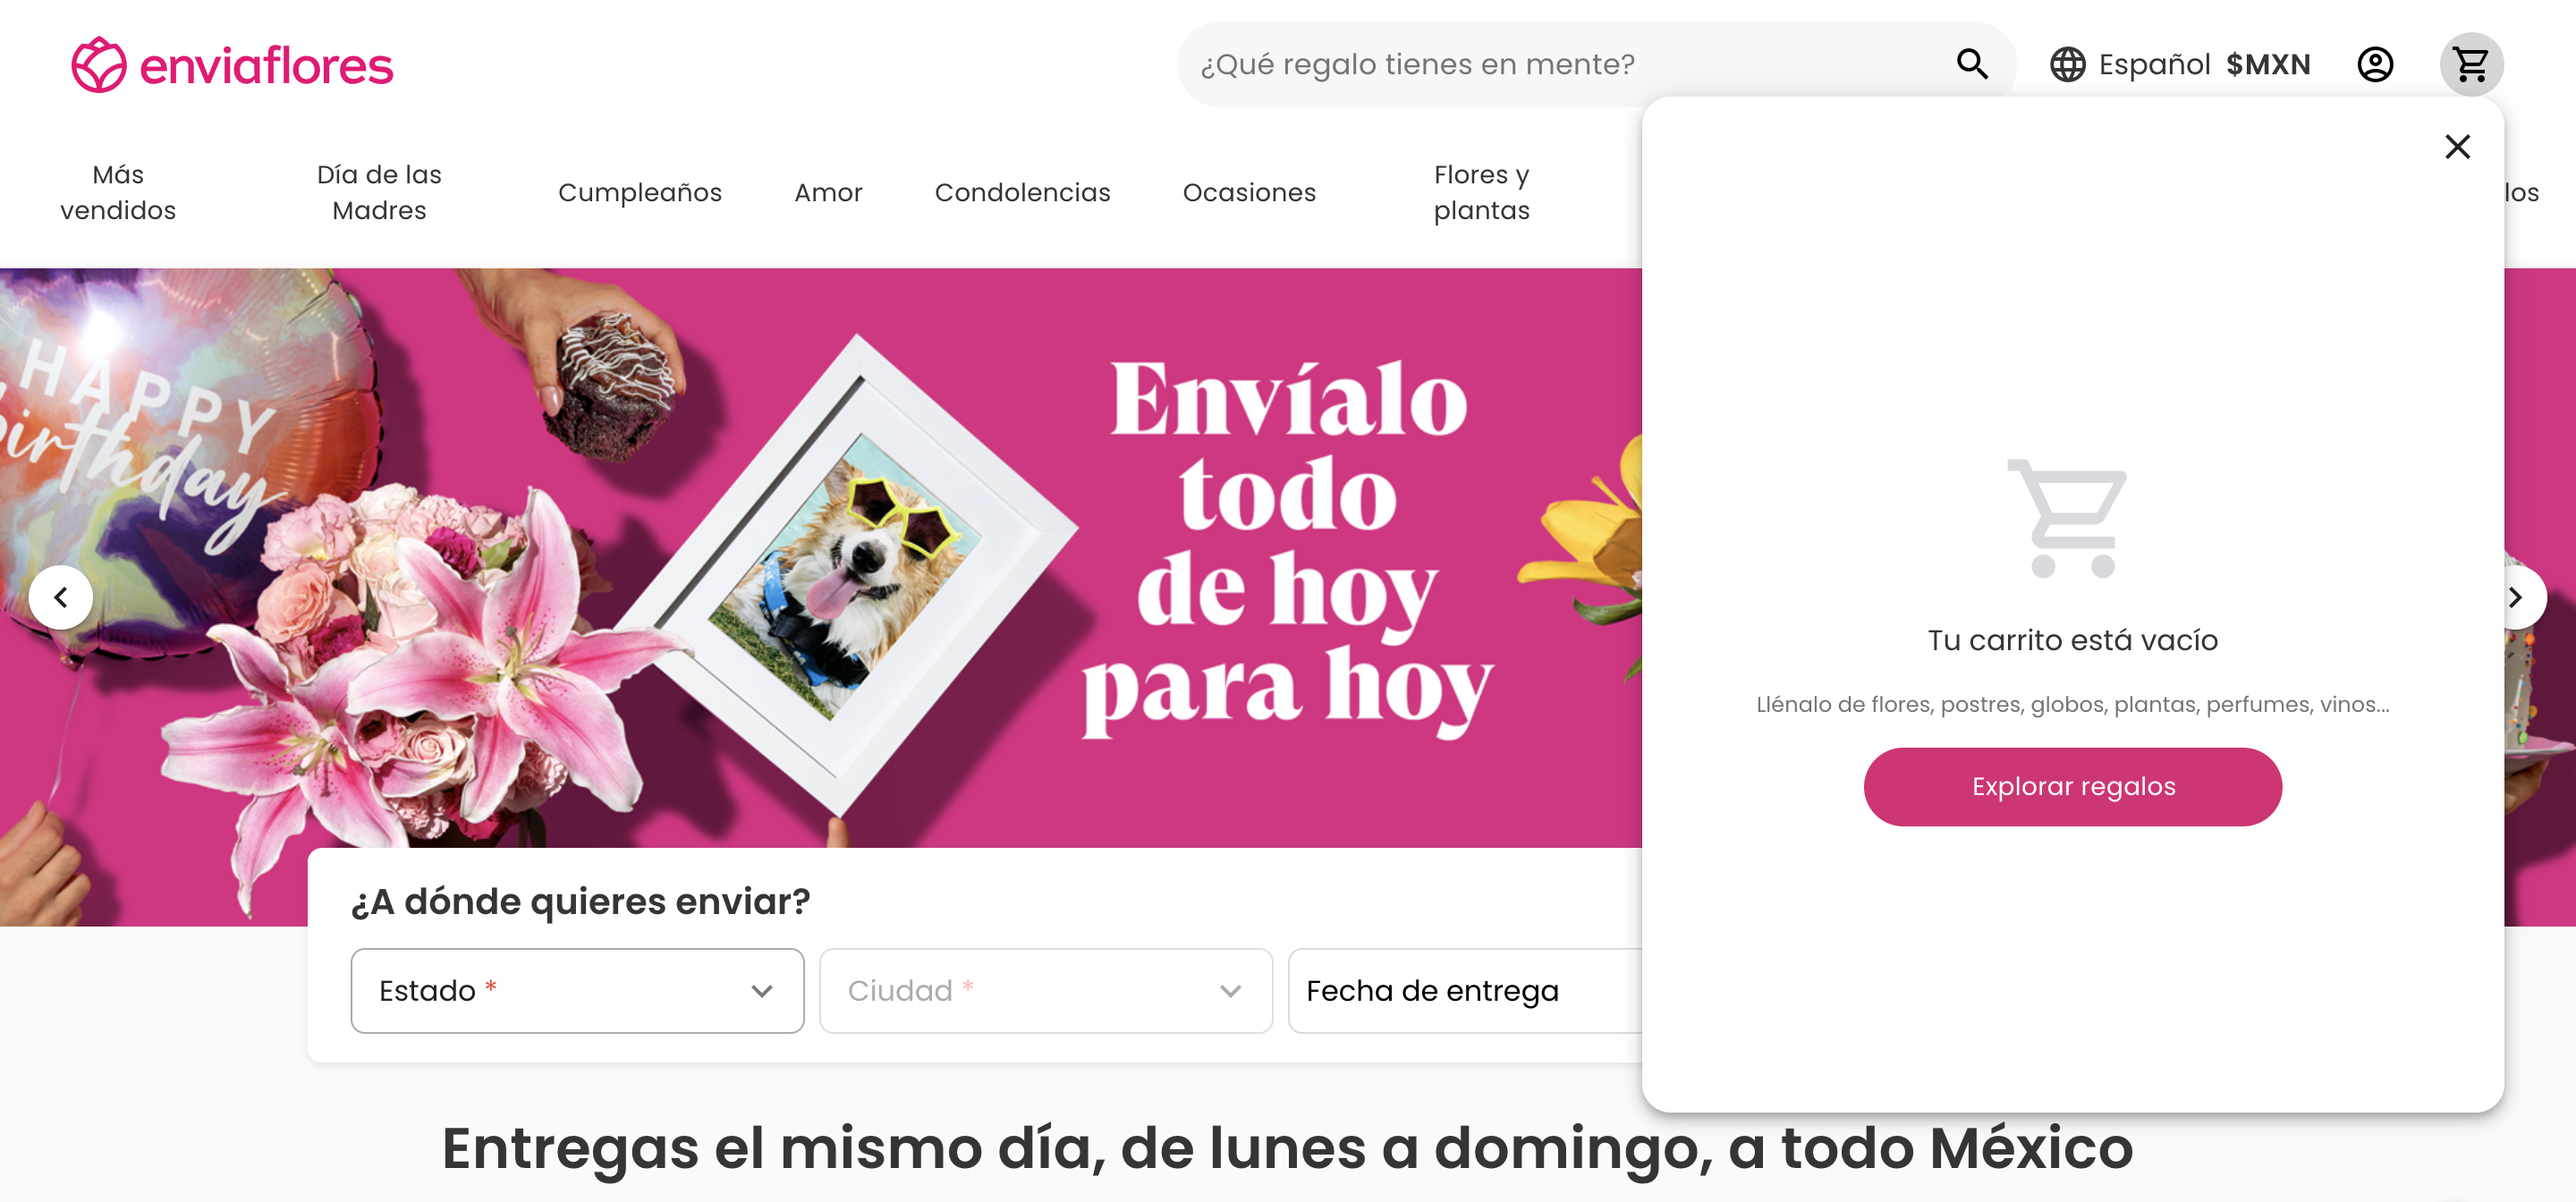 enviaflores
¿Qué regalo tienes en mente?
Español $MXN
Más
vendidos
Día de las
Madres
Cumpleaños
Amor
Condolencias
Ocasiones
Flores y
plantas
los
HAPPY
birthday
Envíalo
todo
de hoy
para hoy
Tu carrito está vacío
Llénalo de flores, postres, globos, plantas, perfumes, vinos...
Explorar regalos
¿A dónde quieres enviar?
Estado *
Ciudad *
Fecha de entrega
Entregas el mismo día, de lunes a domingo, a todo México